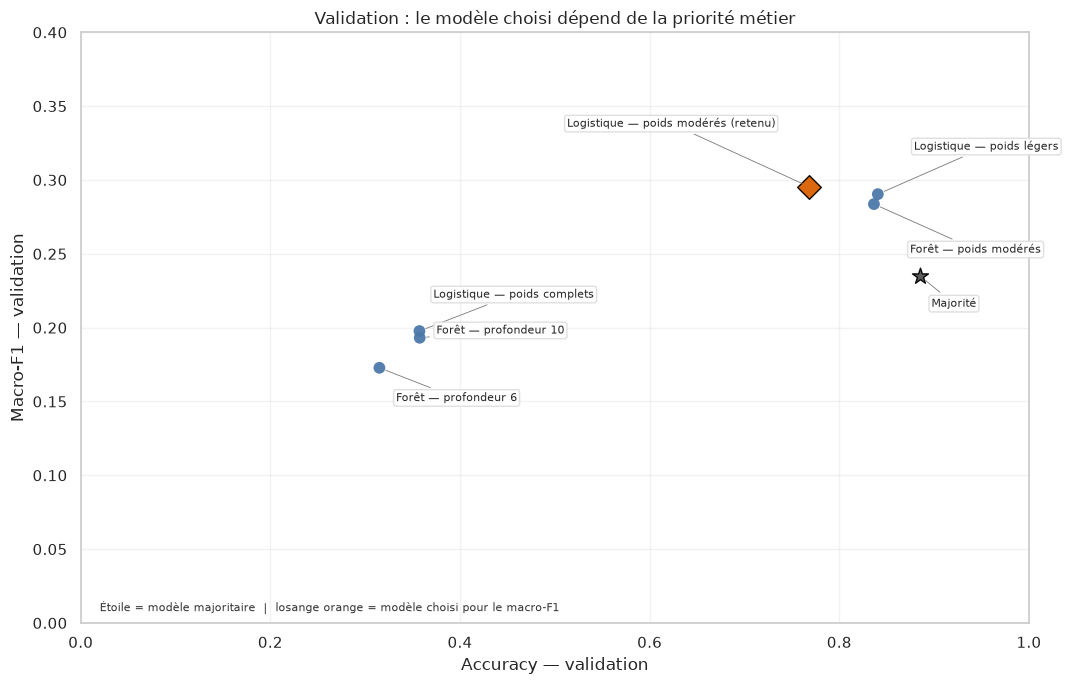 Validation : le modèle choisi dépend de la priorité métier
0.40
0.35
0.30
0.25
0.20
0.15
0.10
0.05
0.00
Macro-F1 — validation
Logistique — poids modérés (retenu)
Logistique — poids légers
Forêt — poids modérés
Majorité
Logistique — poids complets
Forêt — profondeur 10
Forêt — profondeur 6
Étoile = modèle majoritaire | losange orange = modèle choisi pour le macro-F1
0.0
0.2
0.4
0.6
0.8
1.0
Accuracy — validation